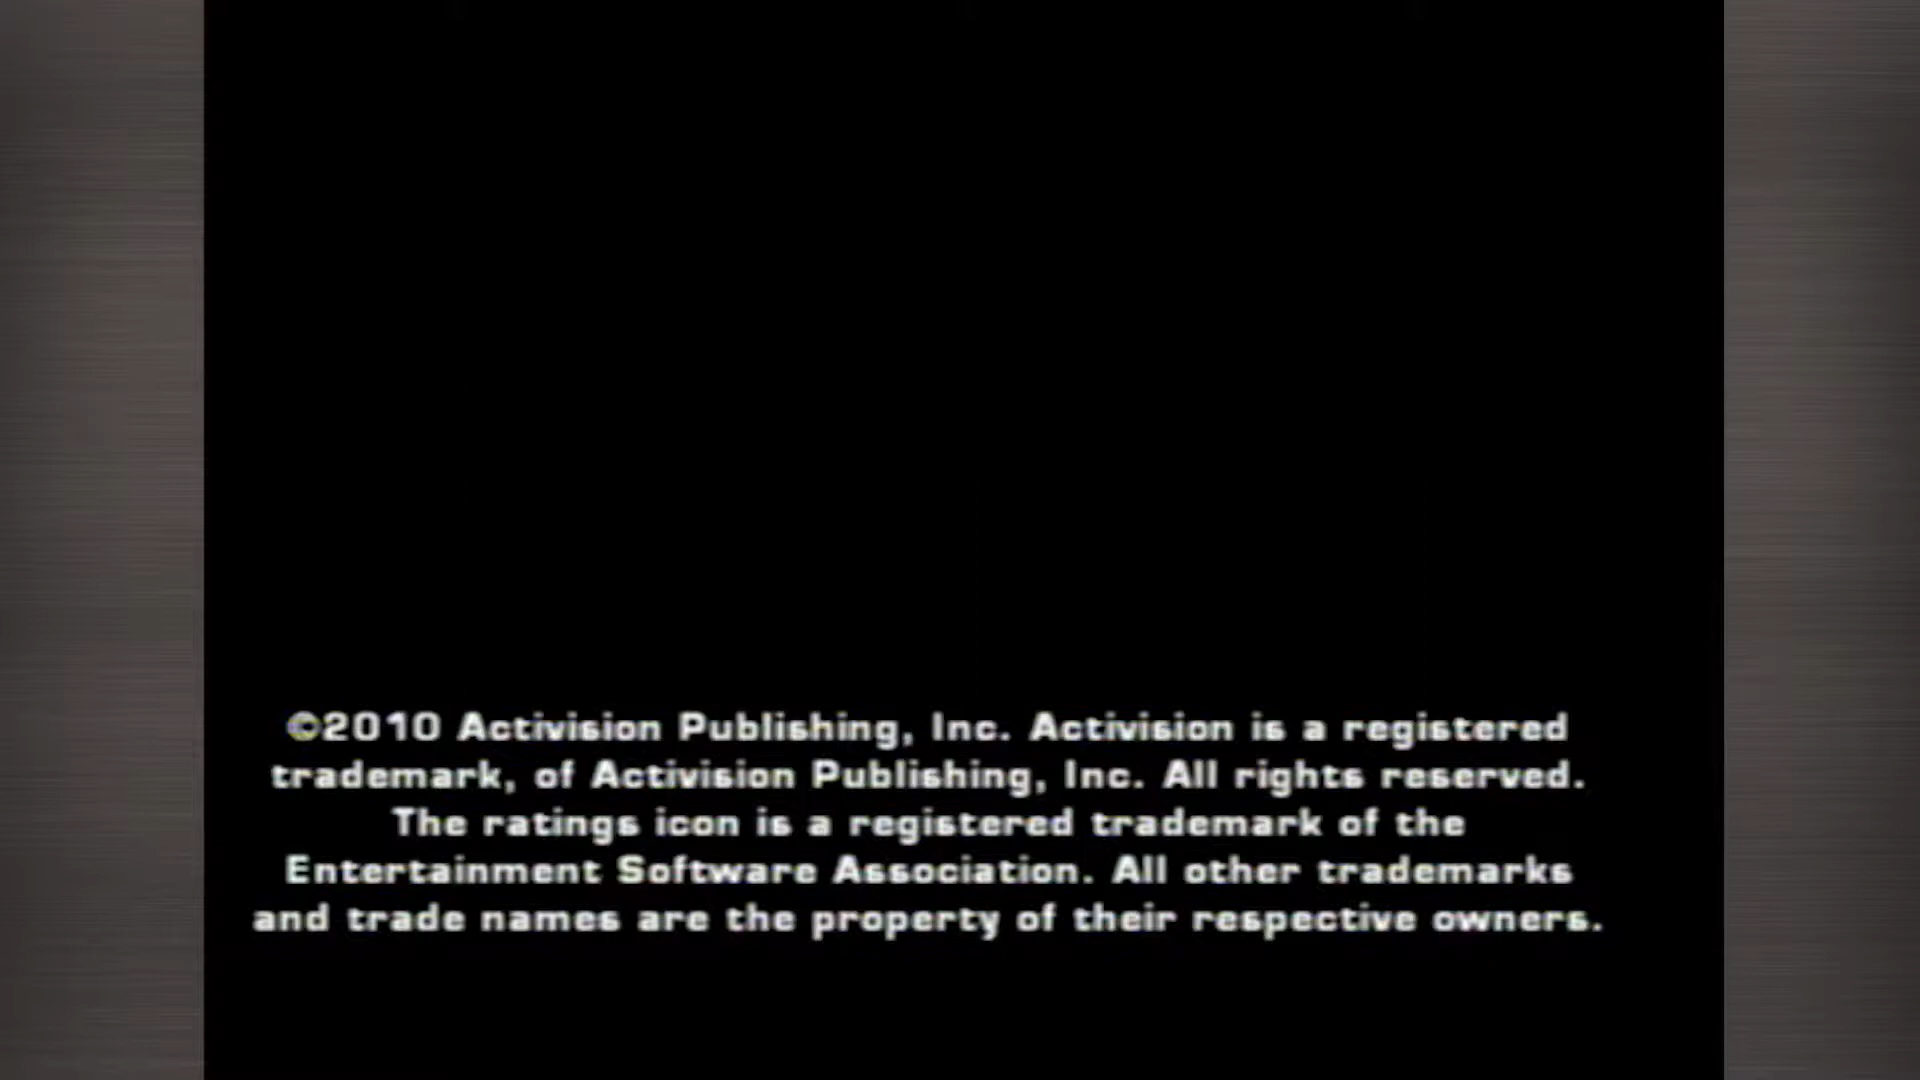 ©2010 Activision Publishing, Inc. Activision is a registered
trademark, of Activision Publishing, Inc. All rights reserved.
The ratings icon is a registered trademark of the
Entertainment Software Association. All other trademarks
and trade names are the property of their respective owners.